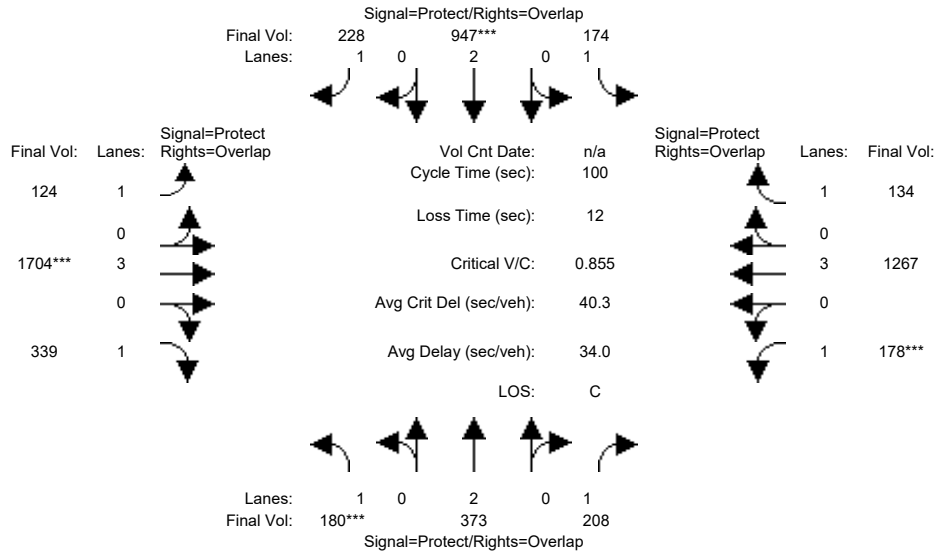 Signal=Protect/Rights=Overlap
Final Vol: 228 947*** 174
Lanes: 1 0 2 0 1
Signal=Protect
Final Vol: Lanes: Rights=Overlap
Vol Cnt Date: n/a
Signal=Protect
Rights=Overlap Lanes: Final Vol:
Cycle Time (sec): 100
124 1
1 134
Loss Time (sec): 12
0
0
1704*** 3
Critical V/C: 0.855
3 1267
0
Avg Crit Del (sec/veh): 40.3
0
339 1
Avg Delay (sec/veh): 34.0
1 178***
LOS: C
Lanes: 1 0 2 0 1
Final Vol: 180*** 373 208
Signal=Protect/Rights=Overlap